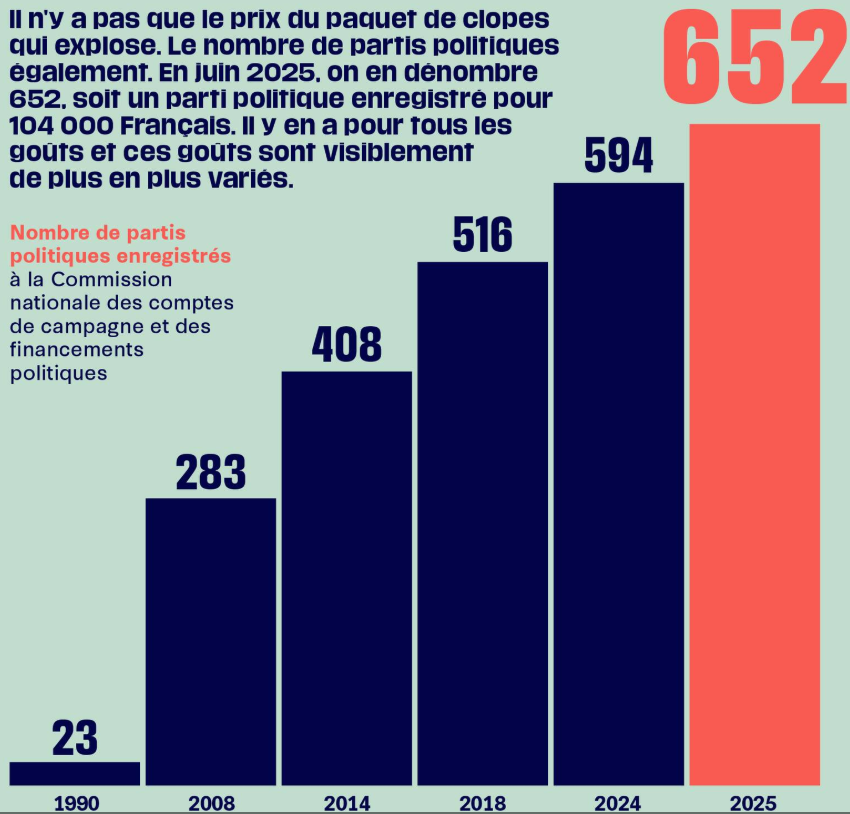 Il n'y a pas que le prix du paquet de clopes
qui explose. Le nombre de partis politiques
également. En juin 2025, on en dénombre
652, soit un parti politique enregistré pour
104 000 Français. Il y en a pour tous les
goûts et ces goûts sont visiblement
de plus en plus variés.
Nombre de partis
politiques enregistrés
à la Commission
nationale des comptes
de campagne et des
financements
politiques
23
283
408
516
594
652
1990
2008
2014
2018
2024
2025